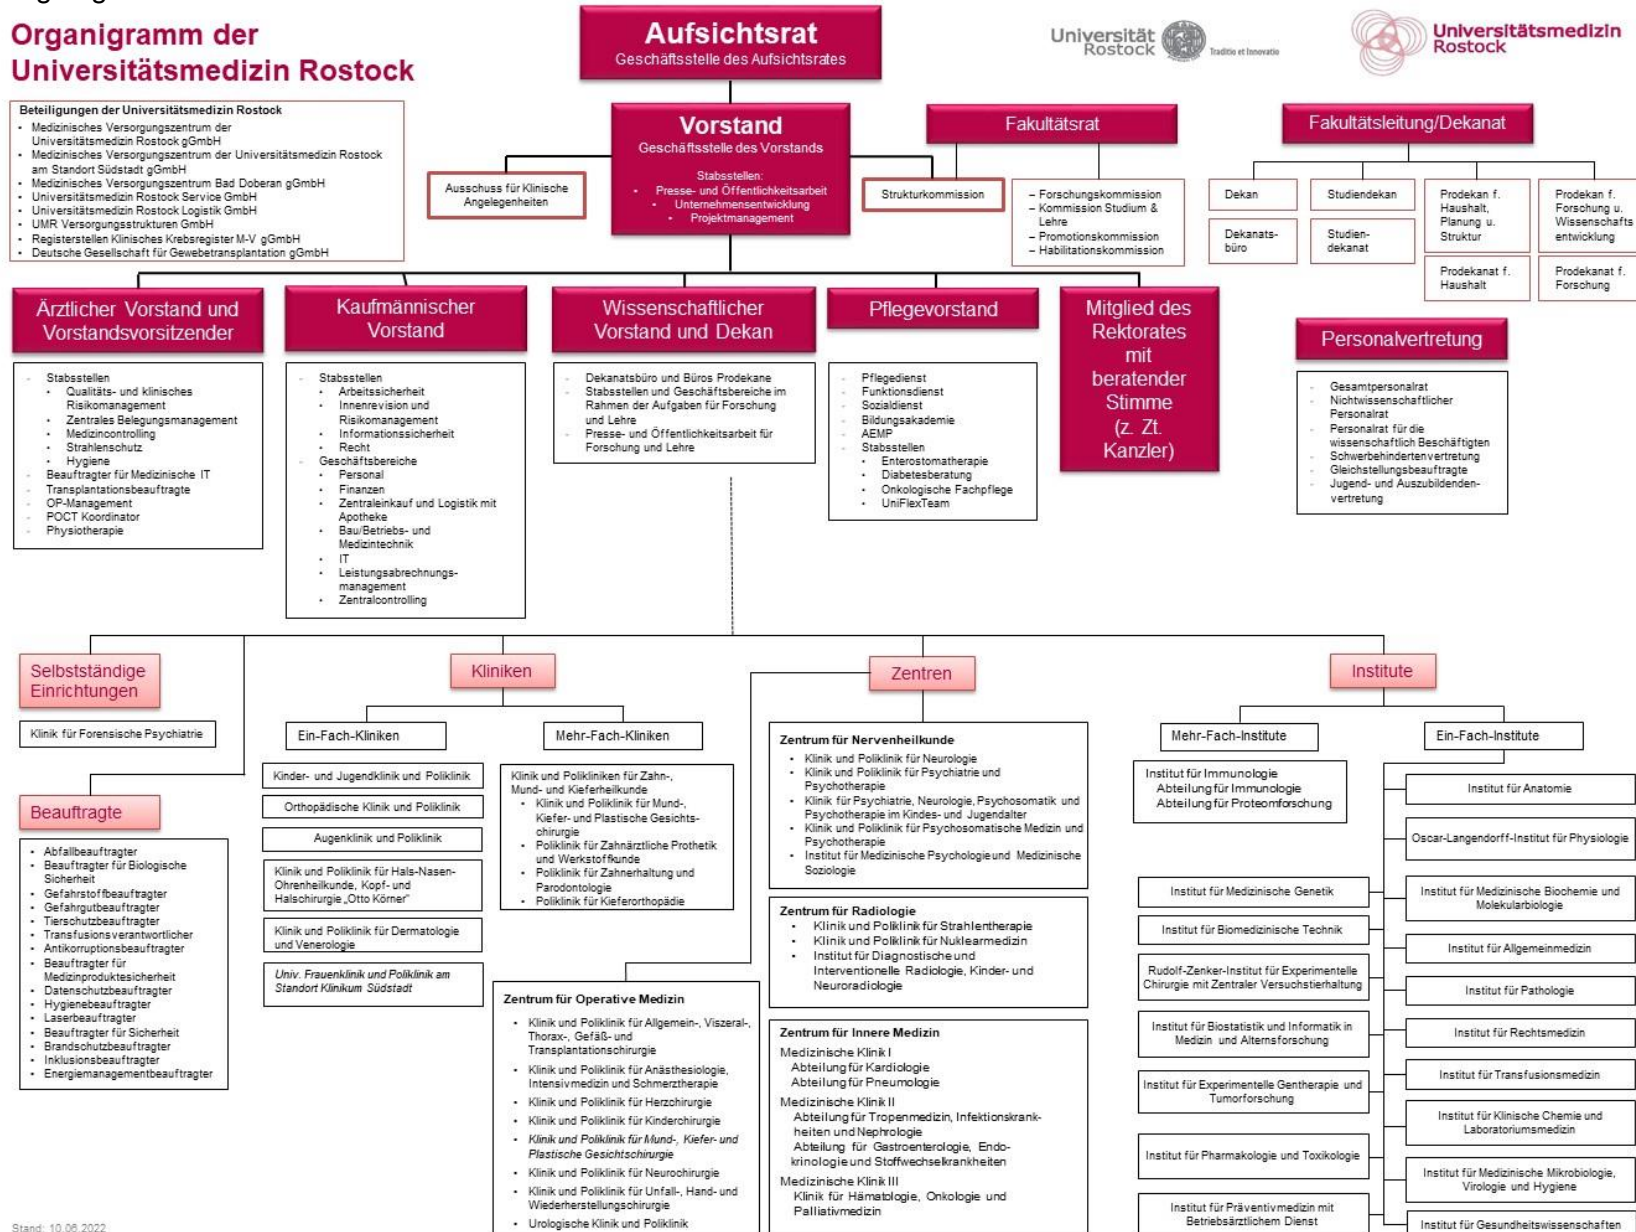 Organigramm der
Universitätsmedizin Rostock
Aufsichtsrat
Geschäftsstelle des Aufsichtsrates
Universität
Rostock
Traditio et Innovatio
Universitätsmedizin
Rostock
Beteiligungen der Universitätsmedizin Rostock
• Medizinisches Versorgungszentrum der
Universitätsmedizin Rostock gGmbH
• Medizinisches Versorgungszentrum der Universitätsmedizin Rostock
am Standort Südstadt gGmbH
• Medizinisches Versorgungszentrum Bad Doberan gGmbH
• Universitätsmedizin Rostock Service GmbH
• Universitätsmedizin Rostock Logistik GmbH
• UMR Versorgungsstrukturen GmbH
• Registerstellen Klinisches Krebsregister M-V gGmbH
• Deutsche Gesellschaft für Gewebetransplantation gGmbH
Vorstand
Geschäftsstelle des Vorstands
Stabsstellen:
• Presse- und Öffentlichkeitsarbeit
• Unternehmensentwicklung
• Projektmanagement
Ausschuss für Klinische
Angelegenheiten
Fakultätsrat
Strukturkommission
– Forschungskommission
– Kommission Studium &
Lehre
– Promotionskommission
– Habilitationskommission
Fakultätsleitung/Dekanat
Dekan
Dekanats-
büro
Studiendekan
Studien-
dekanat
Prodekan f.
Haushalt,
Planung u.
Struktur
Prodekanat f.
Haushalt
Prodekan f.
Forschung u.
Wissenschafts
entwicklung
Prodekanat f.
Forschung
Ärztlicher Vorstand und
Vorstandsvorsitzender
- Stabsstellen
• Qualitäts- und klinisches
Risikomanagement
• Zentrales Belegungsmanagement
• Medizincontrolling
• Strahlenschutz
• Hygiene
- Beauftragter für Medizinische IT
- Transplantationsbeauftragte
- OP-Management
- POCT Koordinator
- Physiotherapie
Kaufmännischer
Vorstand
- Stabsstellen
• Arbeitssicherheit
• Innenrevision und
Risikomanagement
• Informationssicherheit
• Recht
- Geschäftsbereiche
• Personal
• Finanzen
• Zentraleinkauf und Logistik mit
Apotheke
• Bau/Betriebs- und
Medizintechnik
• IT
• Leistungsabrechnungs-
management
• Zentralcontrolling
Wissenschaftlicher
Vorstand und Dekan
- Dekanatsbüro und Büros Prodekane
- Stabsstellen und Geschäftsbereiche im
Rahmen der Aufgaben für Forschung
und Lehre
- Presse- und Öffentlichkeitsarbeit für
Forschung und Lehre
Pflegevorstand
- Pflegedienst
- Funktionsdienst
- Sozialdienst
- Bildungsakademie
- AEMP
- Stabsstellen
• Enterostomatherapie
• Diabetesberatung
• Onkologische Fachpflege
• UniFlexTeam
Mitglied des
Rektorates
mit
beratender
Stimme
(z. Zt.
Kanzler)
Personalvertretung
- Gesamtpersonalrat
- Nichtwissenschaftlicher
- Personalrat
- Personalrat für die
wissenschaftlich Beschäftigten
- Schwerbehindertenvertretung
- Gleichstellungsbeauftragte
- Jugend- und Auszubildenden-
vertretung
Selbstständige
Einrichtungen
Klinik für Forensische Psychiatrie
Beauftragte
• Abfallbeauftragter
• Beauftragter für Biologische
Sicherheit
• Gefahrstoffbeauftragter
• Gefahrgutbeauftragter
• Tierschutzbeauftragter
• Transfusionsverantwortlicher
• Antikorruptionsbeauftragter
• Beauftragter für
Medizinproduktesicherheit
• Datenschutzbeauftragter
• Hygienebeauftragter
• Laserbeauftragter
• Beauftragter für Sicherheit
• Brandschutzbeauftragter
• Inklusionsbeauftragter
• Energiemanagementbeauftragter
Kliniken
Ein-Fach-Kliniken
Kinder- und Jugendklinik und Poliklinik
Orthopädische Klinik und Poliklinik
Augenklinik und Poliklinik
Klinik und Poliklinik für Hals-Nasen-
Ohrenheilkunde, Kopf- und
Halschirurgie „Otto Körner"
Klinik und Poliklinik für Dermatologie
und Venerologie
Univ. Frauenklinik und Poliklinik am
Standort Klinikum Südstadt
Mehr-Fach-Kliniken
Klinik und Polikliniken für Zahn-,
Mund- und Kieferheilkunde
• Klinik und Poliklinik für Mund-,
Kiefer- und Plastische Gesichts-
chirurgie
• Poliklinik für Zahnärztliche Prothetik
und Werkstoffkunde
• Poliklinik für Zahnerhaltung und
Parodontologie
• Poliklinik für Kieferorthopädie
Zentren
Zentrum für Operative Medizin
• Klinik und Poliklinik für Allgemein-, Viszeral-,
Thorax-, Gefäß- und
Transplantationschirurgie
• Klinik und Poliklinik für Anästhesiologie,
Intensivmedizin und Schmerztherapie
• Klinik und Poliklinik für Herzchirurgie
• Klinik und Poliklinik für Kinderchirurgie
• Klinik und Poliklinik für Mund-, Kiefer- und
Plastische Gesichtschirurgie
• Klinik und Poliklinik für Neurochirurgie
• Klinik und Poliklinik für Unfall-, Hand- und
Wiederherstellungschirurgie
• Urologische Klinik und Poliklinik
Zentrum für Nervenheilkunde
• Klinik und Poliklinik für Neurologie
• Klinik und Poliklinik für Psychiatrie und
Psychotherapie
• Klinik für Psychiatrie, Neurologie, Psychosomatik und
Psychotherapie im Kindes- und Jugendalter
• Klinik und Poliklinik für Psychosomatische Medizin und
Psychotherapie
• Institut für Medizinische Psychologie und Medizinische
Soziologie
Zentrum für Radiologie
• Klinik und Poliklinik für Strahlentherapie
• Klinik und Poliklinik für Nuklearmedizin
• Institut für Diagnostische und
Interventionelle Radiologie, Kinder- und
Neuroradiologie
Zentrum für Innere Medizin
Medizinische Klinik I
Abteilung für Kardiologie
Abteilung für Pneumologie
Medizinische Klinik II
Abteilung für Tropenmedizin, Infektionskrank-
heiten und Nephrologie
Abteilung für Gastroenterologie, Endo-
krinologie und Stoffwechselkrankheiten
Medizinische Klinik III
Klinik für Hämatologie, Onkologie und
Palliativmedizin
Institute
Mehr-Fach-Institute
Institut für Immunologie
Abteilung für Immunologie
Abteilung für Proteomforschung
Ein-Fach-Institute
Institut für Anatomie
Oscar-Langendorff-Institut für Physiologie
Institut für Medizinische Genetik
Institut für Medizinische Biochemie und
Molekularbiologie
Institut für Biomedizinische Technik
Institut für Allgemeinmedizin
Rudolf-Zenker-Institut für Experimentelle
Chirurgie mit Zentraler Versuchstierhaltung
Institut für Pathologie
Institut für Biostatistik und Informatik in
Medizin und Alternsforschung
Institut für Rechtsmedizin
Institut für Experimentelle Gentherapie und
Tumorforschung
Institut für Transfusionsmedizin
Institut für Klinische Chemie und
Laboratoriumsmedizin
Institut für Pharmakologie und Toxikologie
Institut für Medizinische Mikrobiologie,
Virologie und Hygiene
Institut für Präventivmedizin mit
Betriebsärztlichem Dienst
Institut für Gesundheitswissenschaften
Stand: 10.06.2022